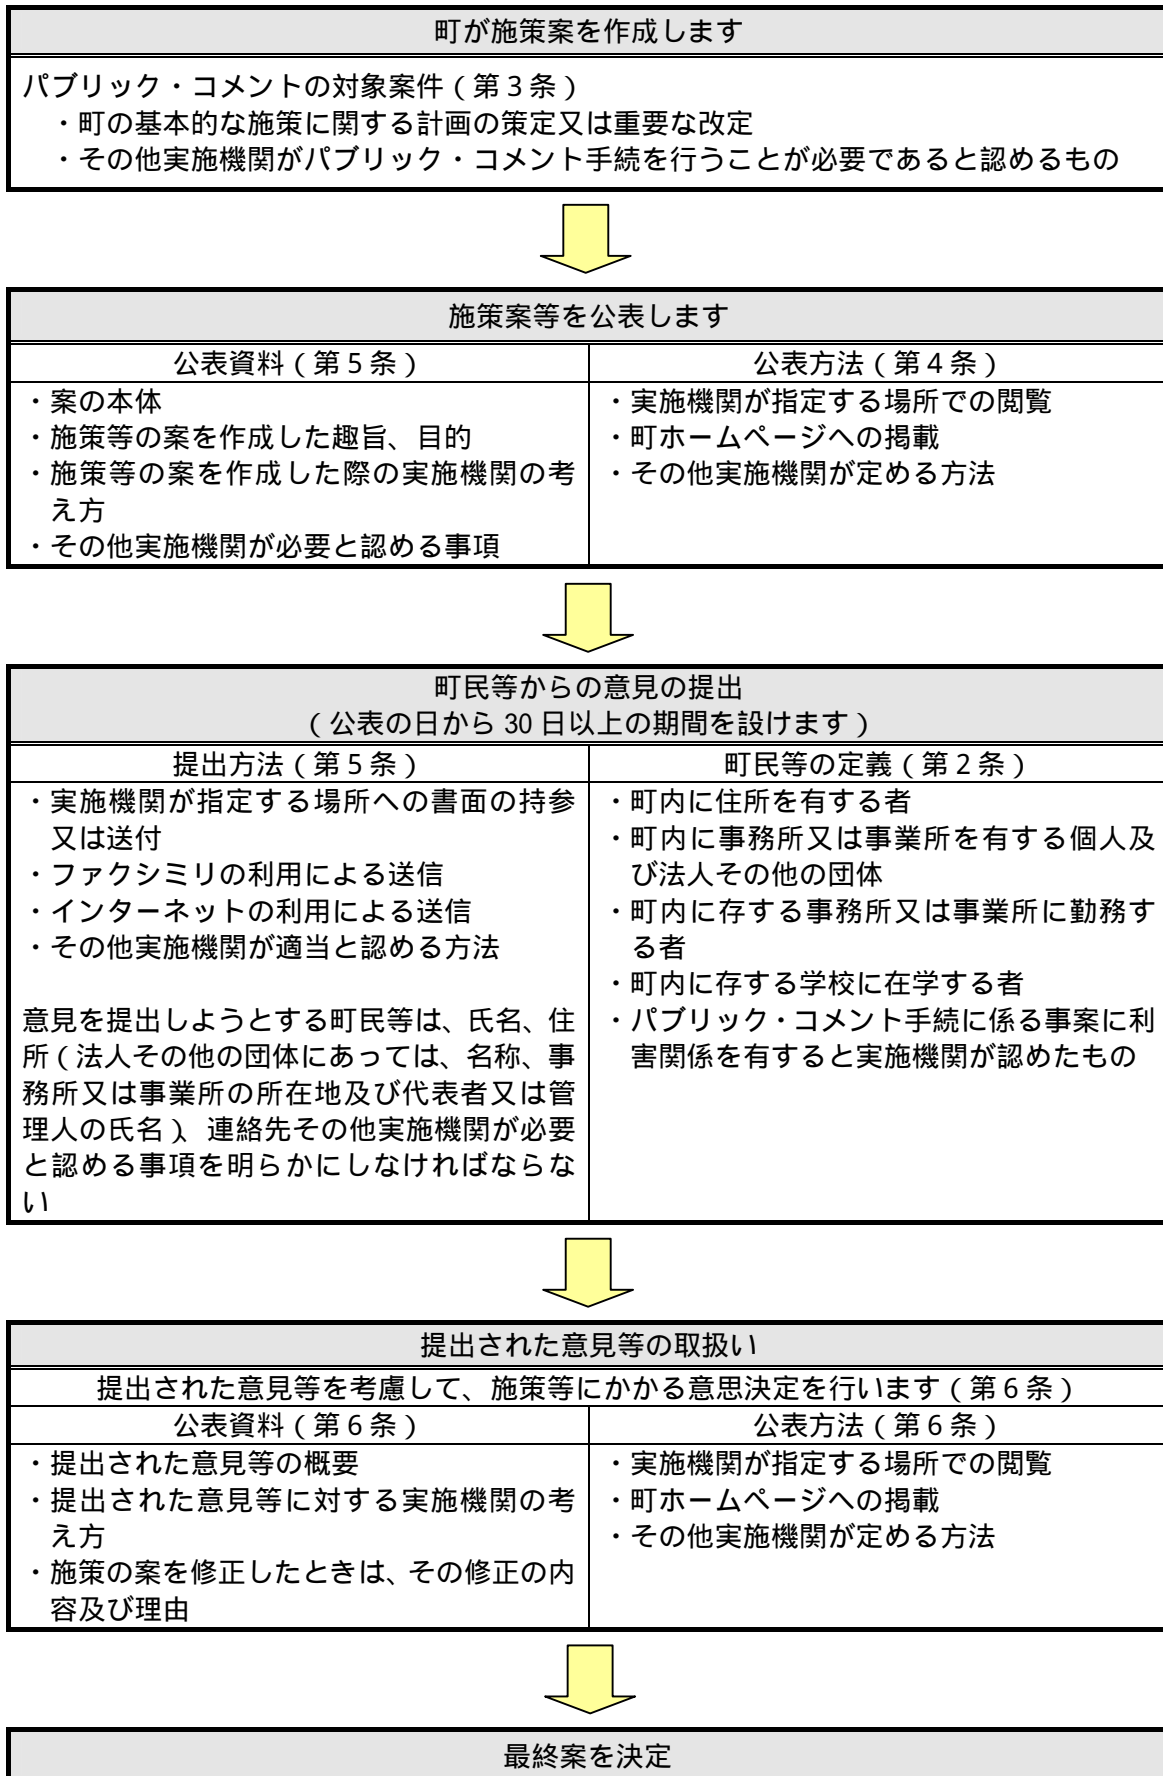 町が施策案を作成します
パブリック・コメントの対象案件(第3条)
・町の基本的な施策に関する計画の策定又は重要な改定
・その他実施機関がパブリック・コメント手続を行うことが必要であると認めるもの
施策案等を公表します
公表資料(第5条)
・案の本体
・施策等の案を作成した趣旨、目的
・施策等の案を作成した際の実施機関の考
え方
・その他実施機関が必要と認める事項
公表方法(第4条)
・実施機関が指定する場所での閲覧
・町ホームページへの掲載
・その他実施機関が定める方法
町民等からの意見の提出
(公表の日から30日以上の期間を設けます)
提出方法(第5条)
・実施機関が指定する場所への書面の持参
又は送付
・ファクシミリの利用による送信
・インターネットの利用による送信
・その他実施機関が適当と認める方法
意見を提出しようとする町民等は、氏名、住
所(法人その他の団体にあっては、名称、事
務所又は事業所の所在地及び代表者又は管
理人の氏名)、連絡先その他実施機関が必要
と認める事項を明らかにしなければならな
い
町民等の定義(第2条)
・町内に住所を有する者
・町内に事務所又は事業所を有する個人及
び法人その他の団体
・町内に存する事務所又は事業所に勤務す
る者
・町内に存する学校に在学する者
・パブリック・コメント手続に係る事案に利
害関係を有すると実施機関が認めたもの
提出された意見等の取扱い
提出された意見等を考慮して、施策等にかかる意思決定を行います(第6条)
公表資料(第6条)
・提出された意見等の概要
・提出された意見等に対する実施機関の考
え方
・施策の案を修正したときは、その修正の内
容及び理由
公表方法(第6条)
・実施機関が指定する場所での閲覧
・町ホームページへの掲載
・その他実施機関が定める方法
最終案を決定